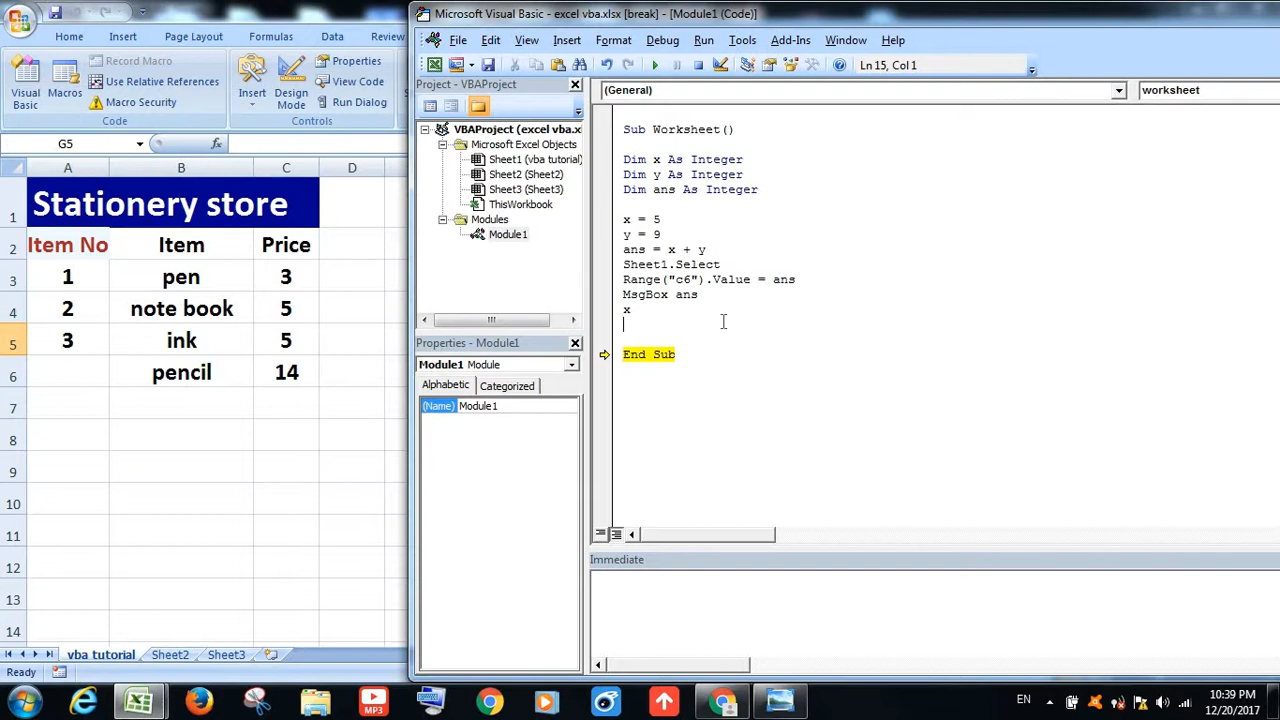 Microsoft Visual Basic - excel vba.xlsx [break] - [Module1 (Code)]
Home Insert Page Layout Formulas Data Review
File Edit View Insert Format Debug Run Tools Add-Ins Window Help
Visual Basic
Macros
Record Macro
Use Relative References
Macro Security
Code
Insert
Design Mode
Properties
View Code
Run Dialog
Controls
Ln 15, Col 1
G5
A B C D
1 Stationery store
2 Item No Item Price
3 1 pen 3
4 2 note book 5
5 3 ink 5
6 pencil 14
7
8
9
10
11
12
13
14
vba tutorial Sheet2 Sheet3
Ready
Project - VBAProject
VBAProject (excel vba.xl
Microsoft Excel Objects
Sheet1 (vba tutorial)
Sheet2 (Sheet2)
Sheet3 (Sheet3)
ThisWorkbook
Modules
Module1
Properties - Module1
Module1 Module
Alphabetic Categorized
(Name) Module1
(General)
worksheet
Sub Worksheet()
Dim x As Integer
Dim y As Integer
Dim ans As Integer
x = 5
y = 9
ans = x + y
Sheet1.Select
Range("c6").Value = ans
MsgBox ans
x
End Sub
Immediate
MP3
EN
10:39 PM
12/20/2017